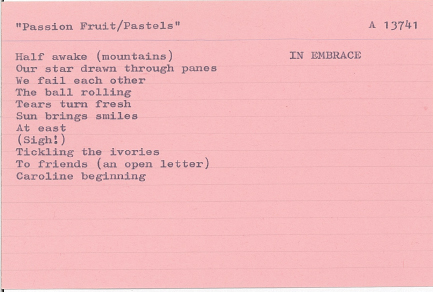 "Passion Fruit/Pastels" A 13741
Half awake (mountains) IN EMBRACE
Our star drawn through panes
We fail each other
The ball rolling
Tears turn fresh
Sun brings smiles
At east
(Sigh!)
Tickling the ivories
To friends (an open letter)
Caroline beginning